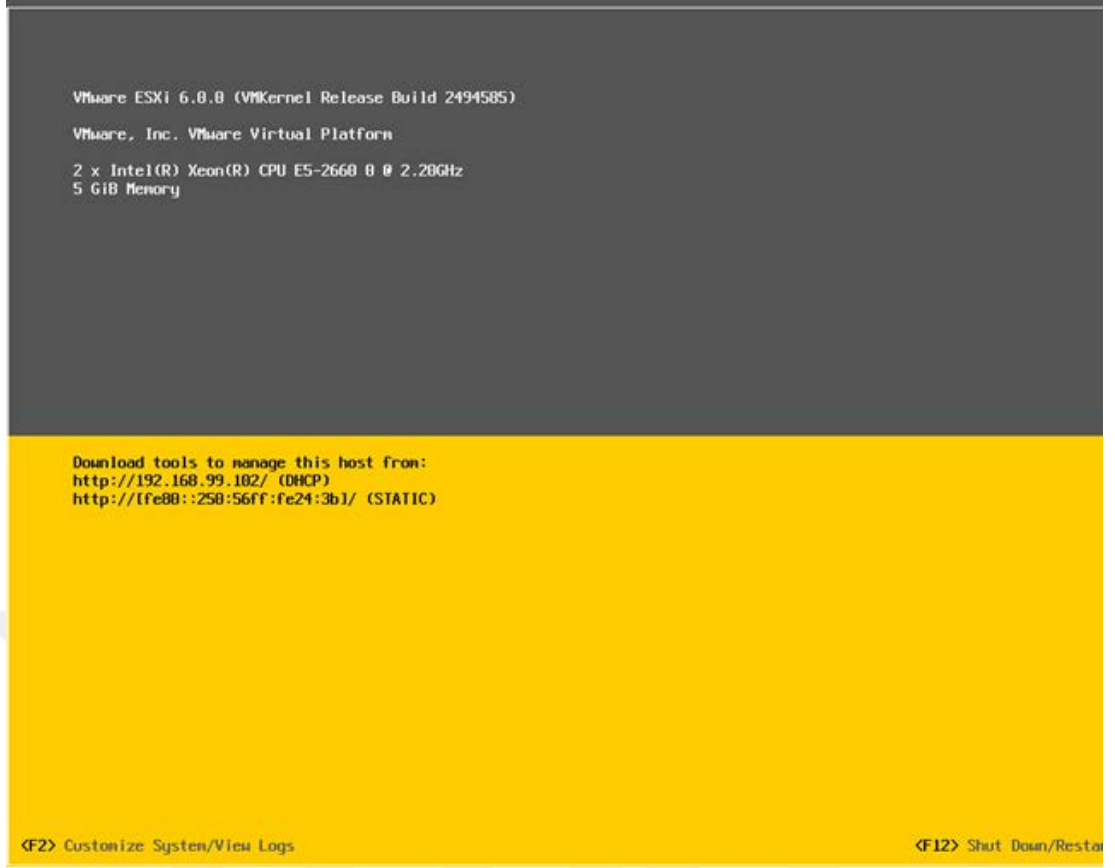 VMware ESXi 6.0.0 (VMKernel Release Build 2494585)
VMware, Inc. VMware Virtual Platform
2 x Intel(R) Xeon(R) CPU E5-2660 0 @ 2.20GHz
5 GiB Memory
Download tools to manage this host from:
http://192.168.99.102/ (DHCP)
http://[fe80::250:56ff:fe24:3b]/ (STATIC)
<F2> Customize System/View Logs
<F12> Shut Down/Restar